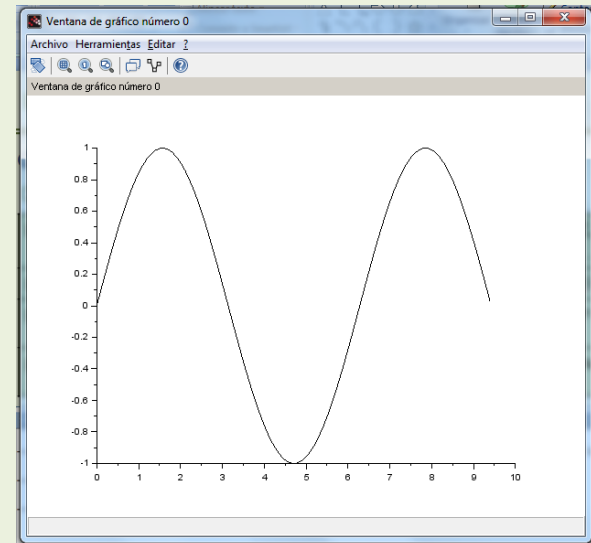 Ventana de gráfico número 0
Archivo Herramientas Editar ?
Ventana de gráfico número 0
1
0.8
0.6
0.4
0.2
0
-0.2
-0.4
-0.6
-0.8
-1
0 1 2 3 4 5 6 7 8 9 10